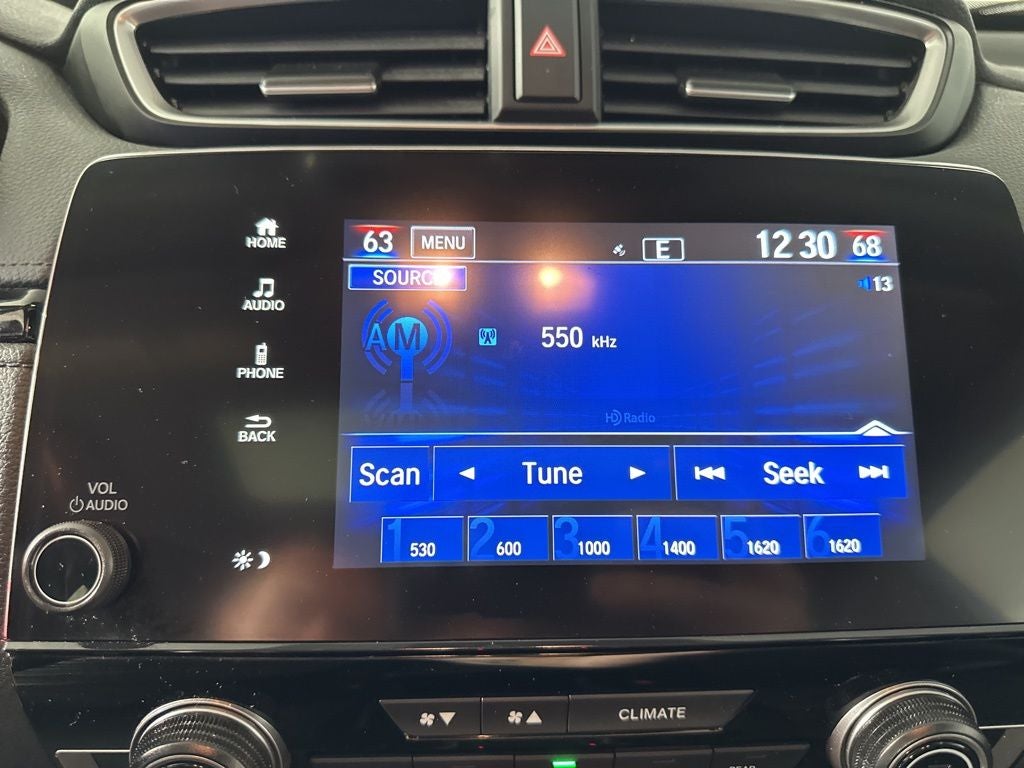 HOME
AUDIO
PHONE
BACK
VOL
AUDIO
63 MENU E 12 30 68
SOURCE 13
AM 550 kHz
HD Radio
Scan Tune Seek
1 530 2 600 3 1000 4 1400 5 1620 6 1620
CLIMATE
REAR